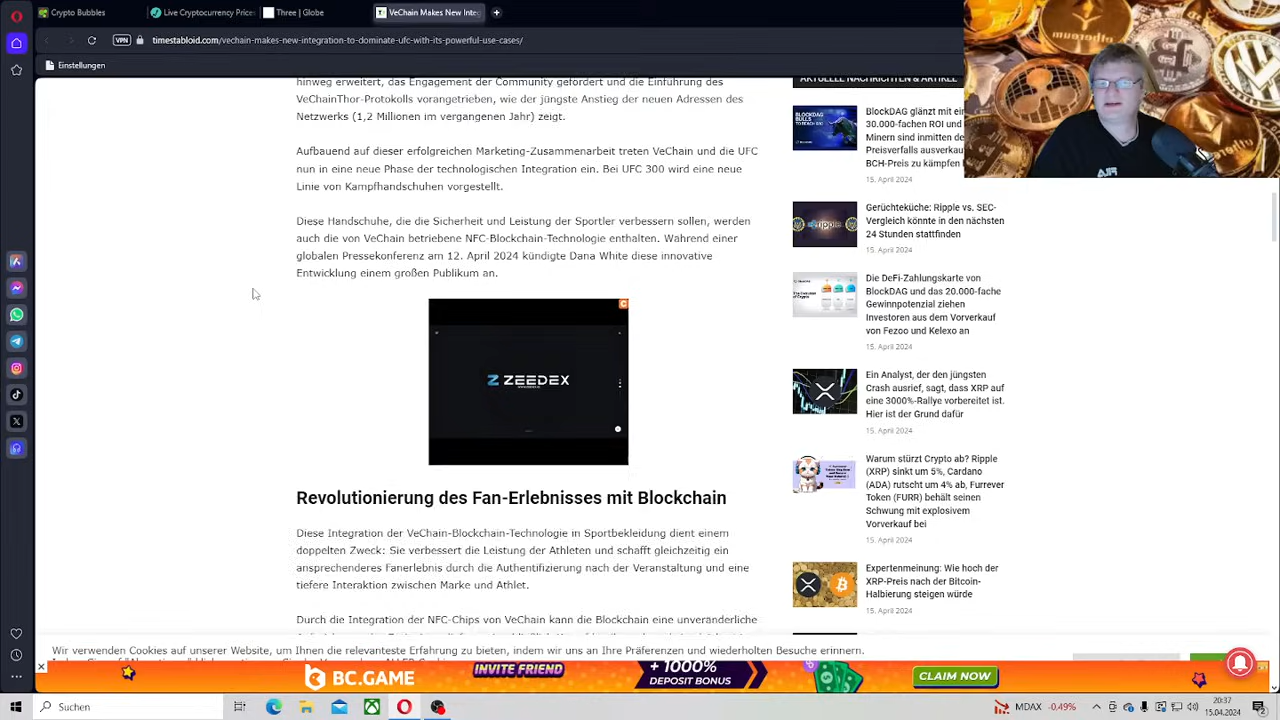 Crypto Bubbles
Live Cryptocurrency Prices
Three | Globe
VeChain Makes New Inte
VPN
timestabloid.com/vechain-makes-new-integration-to-dominate-ufc-with-its-powerful-use-cases/
Einstellungen
hinweg erweitert, das Engagement der Community gefördert und die Einführung des
VeChainThor-Protokolls vorangetrieben, wie der jüngste Anstieg der neuen Adressen des
Netzwerks (1,2 Millionen im vergangenen Jahr) zeigt.
Aufbauend auf dieser erfolgreichen Marketing-Zusammenarbeit treten VeChain und die UFC
nun in eine neue Phase der technologischen Integration ein. Bei UFC 300 wird eine neue
Linie von Kampfhandschuhen vorgestellt.
Diese Handschuhe, die die Sicherheit und Leistung der Sportler verbessern sollen, werden
auch die von VeChain betriebene NFC-Blockchain-Technologie enthalten. Während einer
globalen Pressekonferenz am 12. April 2024 kündigte Dana White diese innovative
Entwicklung einem großen Publikum an.
ZEEDEX
Revolutionierung des Fan-Erlebnisses mit Blockchain
Diese Integration der VeChain-Blockchain-Technologie in Sportbekleidung dient einem
doppelten Zweck: Sie verbessert die Leistung der Athleten und schafft gleichzeitig ein
ansprechenderes Fanerlebnis durch die Authentifizierung nach der Veranstaltung und eine
tiefere Interaktion zwischen Marke und Athlet.
Durch die Integration der NFC-Chips von VeChain kann die Blockchain eine unveränderliche
AKTUELLE NACHRICHTEN & ARTIKEL
BlockDAG glänzt mit ein
30.000-fachen ROI und
Minern sind inmitten de
Preisverfalls ausverkau
BCH-Preis zu kämpfen
15. April 2024
Gerüchteküche: Ripple vs. SEC-
Vergleich könnte in den nächsten
24 Stunden stattfinden
15. April 2024
Die DeFi-Zahlungskarte von
BlockDAG und das 20.000-fache
Gewinnpotenzial ziehen
Investoren aus dem Vorverkauf
von Fezoo und Kelexo an
15. April 2024
Ein Analyst, der den jüngsten
Crash ausrief, sagt, dass XRP auf
eine 3000%-Rallye vorbereitet ist.
Hier ist der Grund dafür
15. April 2024
Warum stürzt Crypto ab? Ripple
(XRP) sinkt um 5%, Cardano
(ADA) rutscht um 4% ab, Furrever
Token (FURR) behält seinen
Schwung mit explosivem
Vorverkauf bei
15. April 2024
Expertenmeinung: Wie hoch der
XRP-Preis nach der Bitcoin-
Halbierung steigen würde
15. April 2024
Wir verwenden Cookies auf unserer Website, um Ihnen die relevanteste Erfahrung zu bieten, indem wir uns an Ihre Präferenzen und wiederholten Besuche erinnern.
BC.GAME
INVITE FRIEND
+ 1000%
DEPOSIT BONUS
CLAIM NOW
Suchen
MDAX -0.49%
20:37
15.04.2024